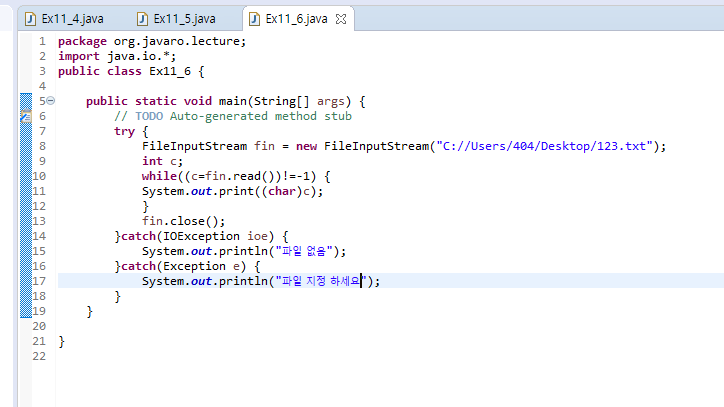 Ex11_4.java Ex11_5.java Ex11_6.java
1 package org.javaro.lecture;
2 import java.io.*;
3 public class Ex11_6 {
4
5 public static void main(String[] args) {
6 // TODO Auto-generated method stub
7 try {
8 FileInputStream fin = new FileInputStream("C://Users/404/Desktop/123.txt");
9 int c;
10 while((c=fin.read())!=-1) {
11 System.out.print((char)c);
12 }
13 fin.close();
14 }catch(IOException ioe) {
15 System.out.println("파일 없음");
16 }catch(Exception e) {
17 System.out.println("파일 지정 하세요");
18 }
19 }
20
21 }
22